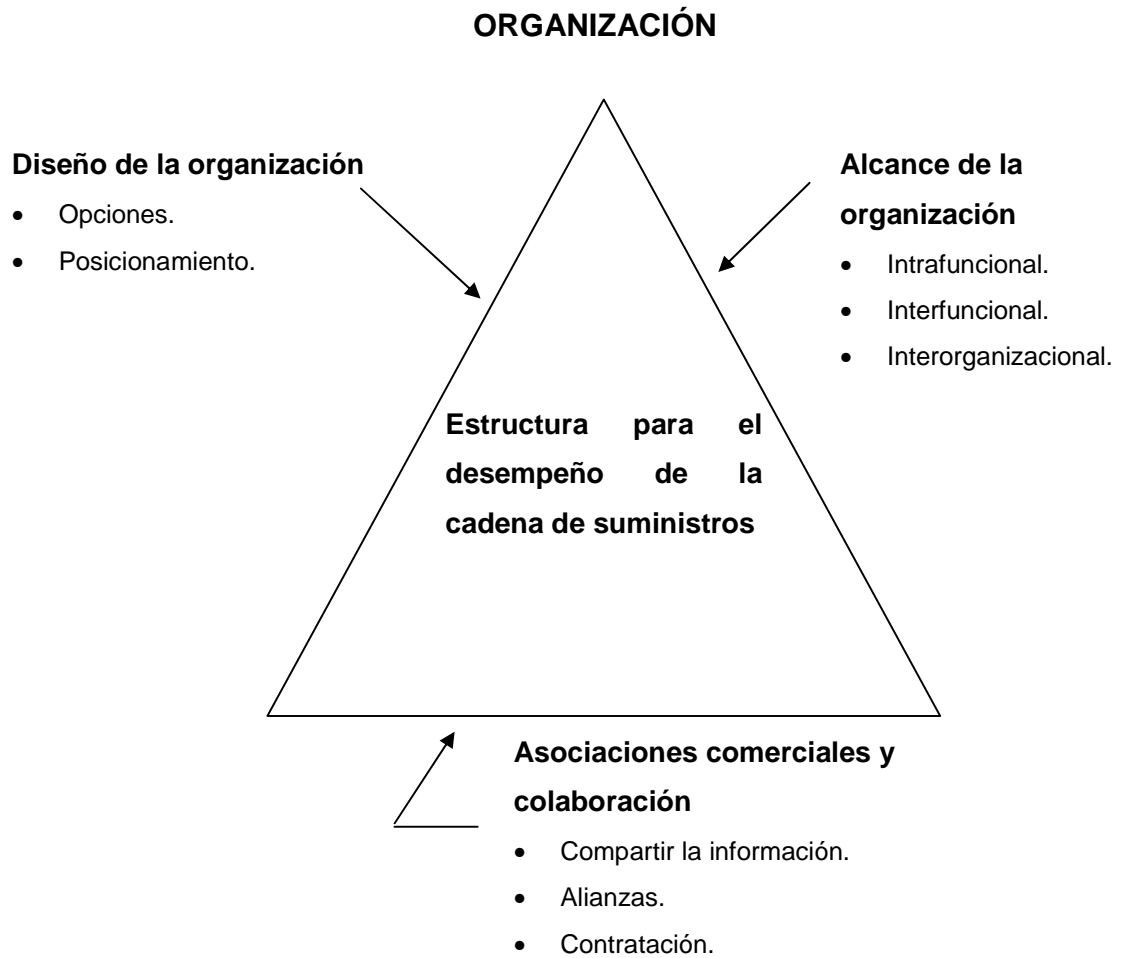 ORGANIZACIÓN
Diseño de la organización
• Opciones.
• Posicionamiento.
Alcance de la
organización
• Intrafuncional.
• Interfuncional.
• Interorganizacional.
Estructura para el
desempeño de la
cadena de suministros
Asociaciones comerciales y
colaboración
• Compartir la información.
• Alianzas.
• Contratación.